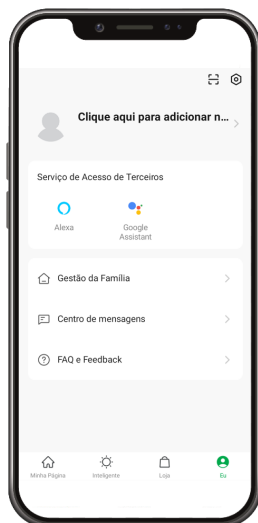 Clique aqui para adicionar n...
Serviço de Acesso de Terceiros
Alexa
Google
Assistant
Gestão da Família
Centro de mensagens
FAQ e Feedback
Minha Página
Inteligente
Loja
Eu